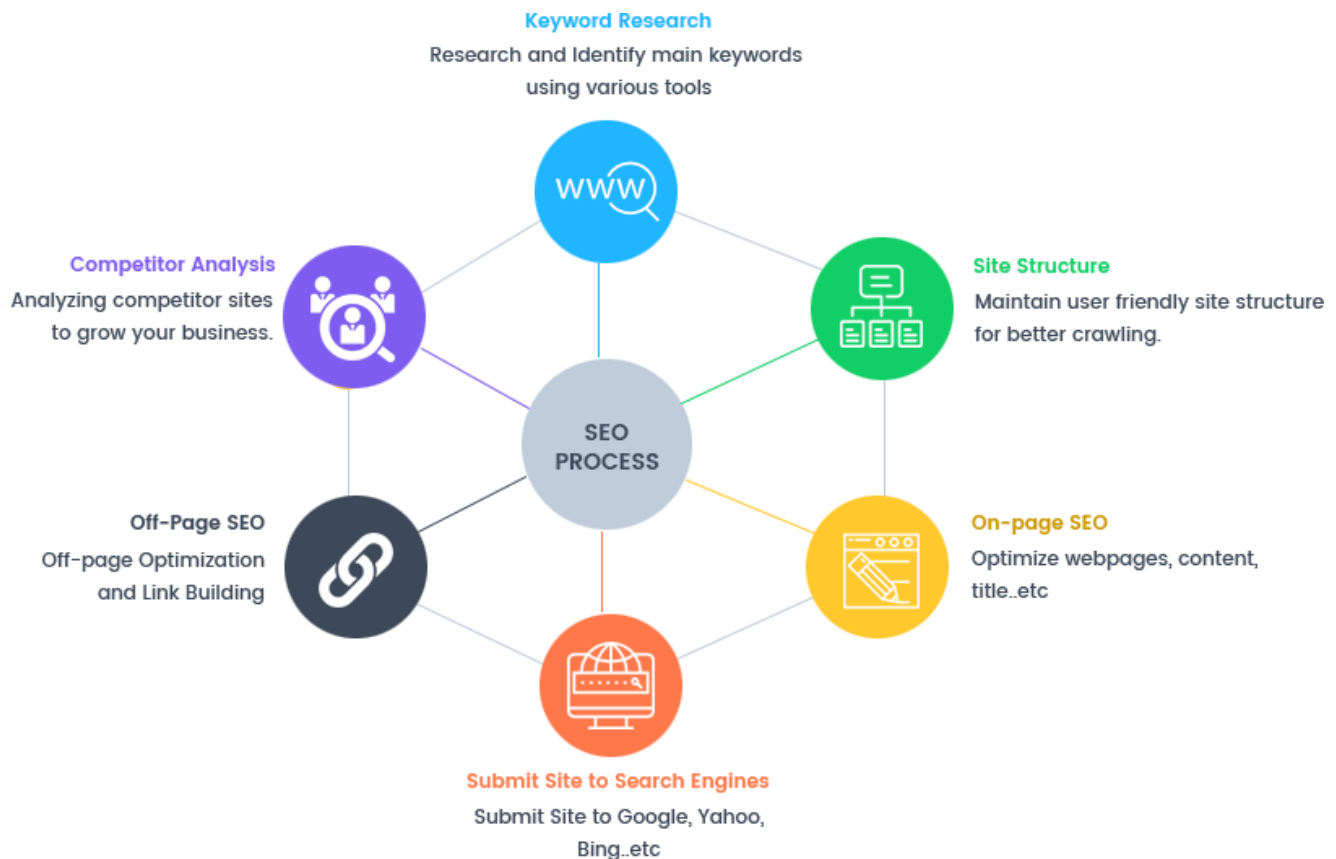 Keyword Research
Research and Identify main keywords
using various tools
www
Competitor Analysis
Analyzing competitor sites
to grow your business.
Site Structure
Maintain user friendly site structure
for better crawling.
SEO
PROCESS
Off-Page SEO
Off-page Optimization
and Link Building
On-page SEO
Optimize webpages, content,
title..etc
Submit Site to Search Engines
Submit Site to Google, Yahoo,
Bing..etc